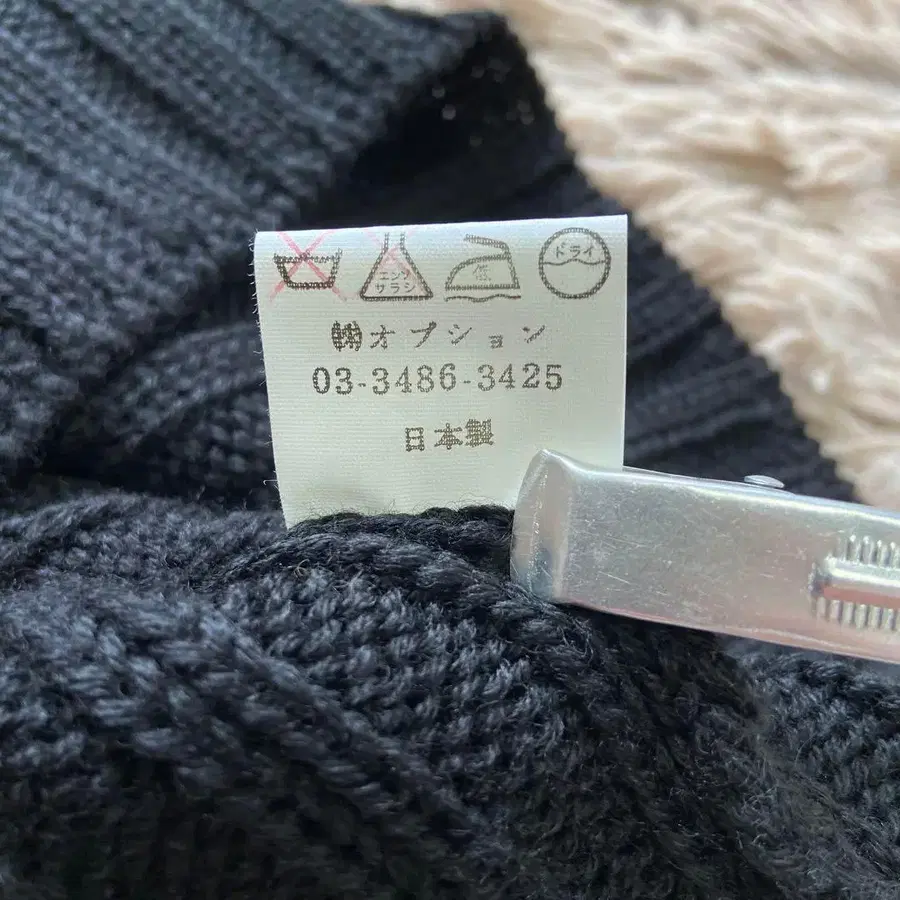 エンソ サラシ 低 ドライ
㈱オプション
03-3486-3425
日本製